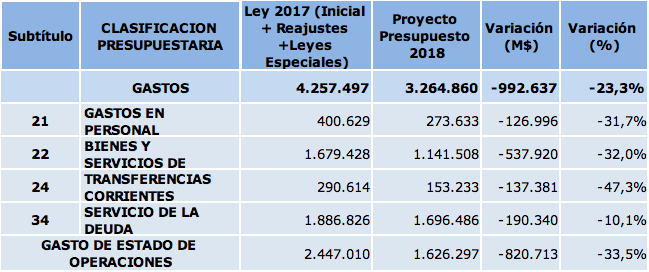 Subtítulo CLASIFICACION PRESUPUESTARIA Ley 2017 (Inicial + Reajustes +Leyes Especiales) Proyecto Presupuesto 2018 Variación (M$) Variación (%)
GASTOS 4.257.497 3.264.860 -992.637 -23,3%
21 GASTOS EN PERSONAL 400.629 273.633 -126.996 -31,7%
22 BIENES Y SERVICIOS DE 1.679.428 1.141.508 -537.920 -32,0%
24 TRANSFERENCIAS CORRIENTES 290.614 153.233 -137.381 -47,3%
34 SERVICIO DE LA DEUDA 1.886.826 1.696.486 -190.340 -10,1%
GASTO DE ESTADO DE OPERACIONES 2.447.010 1.626.297 -820.713 -33,5%